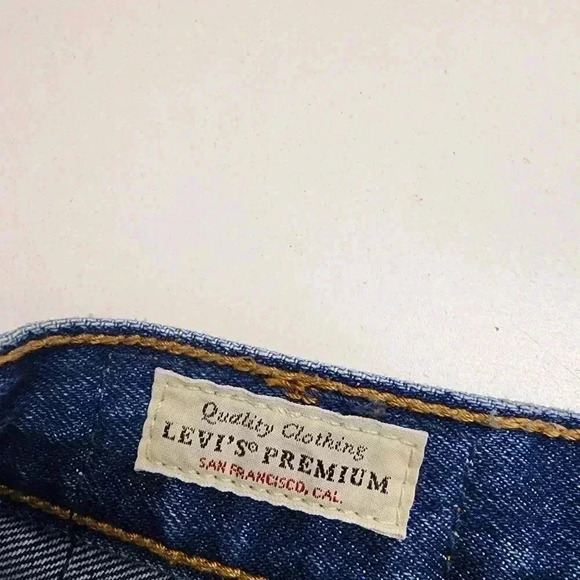 Quality Clothing
LEVI'S® PREMIUM
SAN FRANCISCO, CAL.